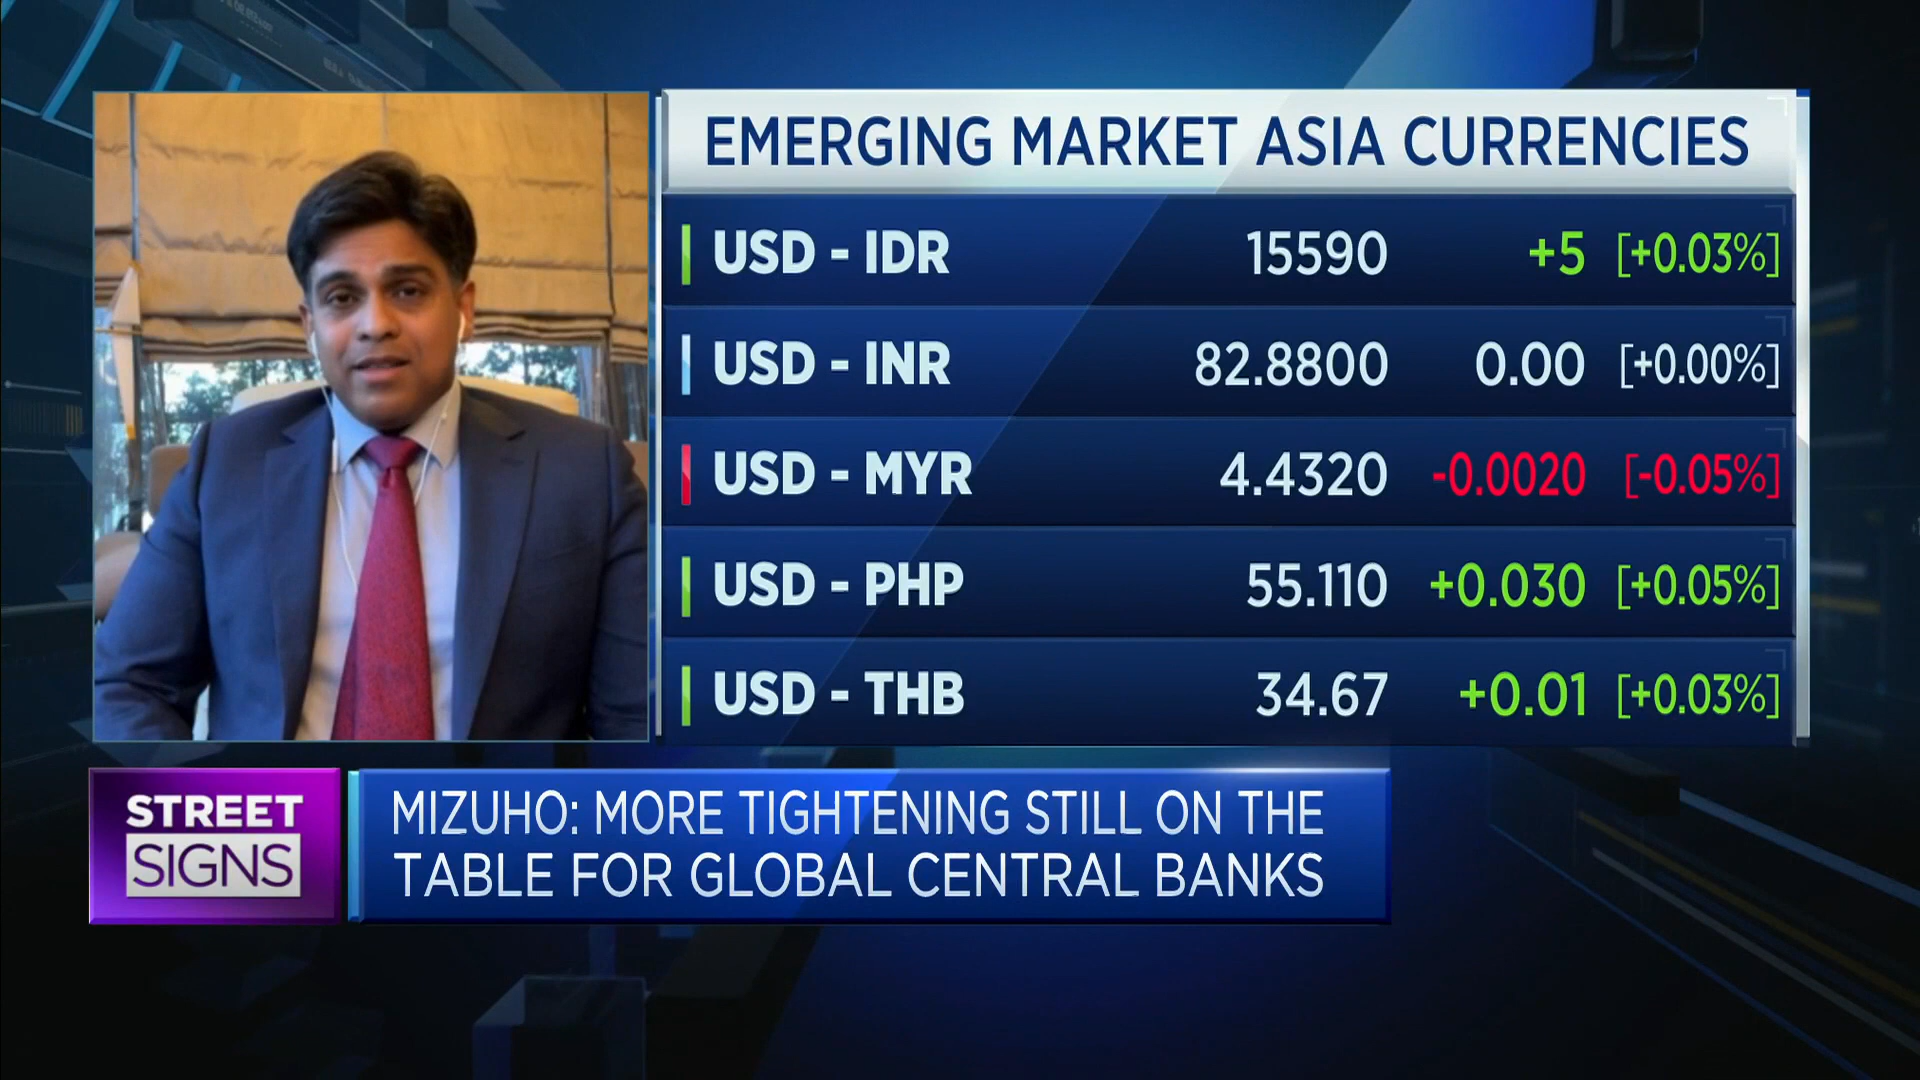 EMERGING MARKET ASIA CURRENCIES
USD - IDR 15590 +5 [+0.03%]
USD - INR 82.8800 0.00 [+0.00%]
USD - MYR 4.4320 -0.0020 [-0.05%]
USD - PHP 55.110 +0.030 [+0.05%]
USD - THB 34.67 +0.01 [+0.03%]
STREET
SIGNS
MIZUHO: MORE TIGHTENING STILL ON THE
TABLE FOR GLOBAL CENTRAL BANKS